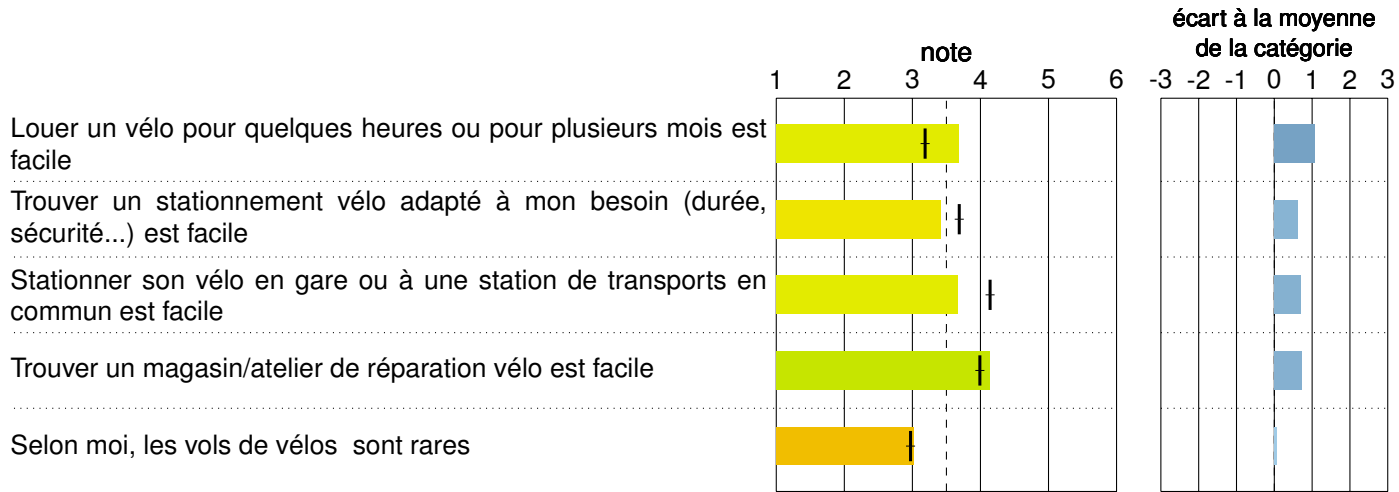 écart à la moyenne
note de la catégorie
1 2 3 4 5 6 -3 -2 -1 0 1 2 3
Louer un vélo pour quelques heures ou pour plusieurs mois est
facile
Trouver un stationnement vélo adapté à mon besoin (durée,
sécurité...) est facile
Stationner son vélo en gare ou à une station de transports en
commun est facile
Trouver un magasin/atelier de réparation vélo est facile
Selon moi, les vols de vélos sont rares